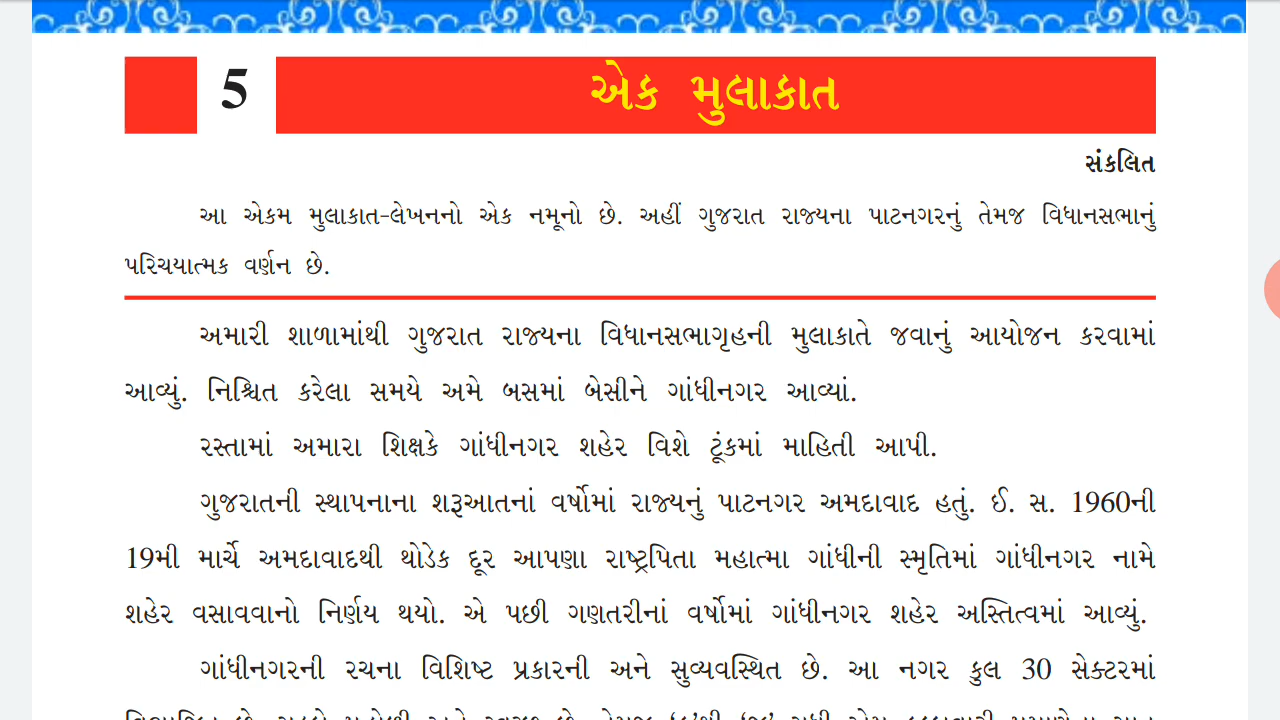 5
એક મુલાકાત
સંકલિત
આ એકમ મુલાકાત-લેખનનો એક નમૂનો છે. અહીં ગુજરાત રાજ્યના પાટનગરનું તેમજ વિધાનસભાનું
પરિચયાત્મક વર્ણન છે.
અમારી શાળામાંથી ગુજરાત રાજ્યના વિધાનસભાગૃહની મુલાકાતે જવાનું આયોજન કરવામાં
આવ્યું. નિશ્ચિત કરેલા સમયે અમે બસમાં બેસીને ગાંધીનગર આવ્યાં.
રસ્તામાં અમારા શિક્ષકે ગાંધીનગર શહેર વિશે ટૂંકમાં માહિતી આપી.
ગુજરાતની સ્થાપનાના શરૂઆતનાં વર્ષોમાં રાજ્યનું પાટનગર અમદાવાદ હતું. ઈ. સ. 1960ની
19મી માર્ચે અમદાવાદથી થોડેક દૂર આપણા રાષ્ટ્રપિતા મહાત્મા ગાંધીની સ્મૃતિમાં ગાંધીનગર નામે
શહેર વસાવવાનો નિર્ણય થયો. એ પછી ગણતરીનાં વર્ષોમાં ગાંધીનગર શહેર અસ્તિત્વમાં આવ્યું.
ગાંધીનગરની રચના વિશિષ્ટ પ્રકારની અને સુવ્યવસ્થિત છે. આ નગર કુલ 30 સેક્ટરમાં